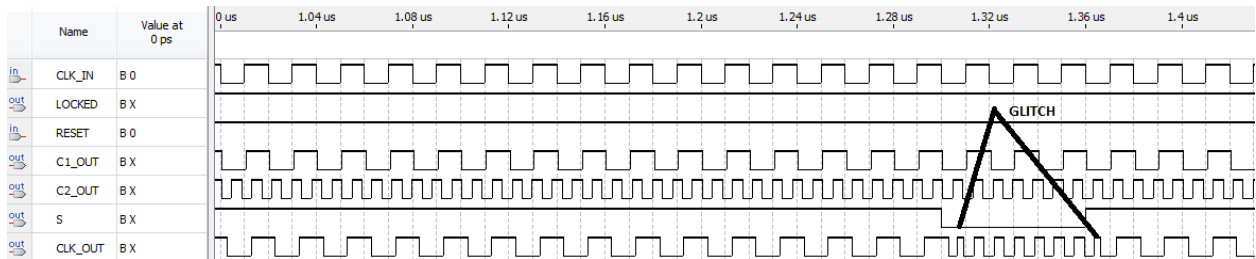 Name Value at 0 ps 0 us 1.04 us 1.08 us 1.12 us 1.16 us 1.2 us 1.24 us 1.28 us 1.32 us 1.36 us 1.4 us
in CLK_IN B 0
out LOCKED B X
in RESET B 0
out C1_OUT B X
out C2_OUT B X
out S B X
out CLK_OUT B X
GLITCH